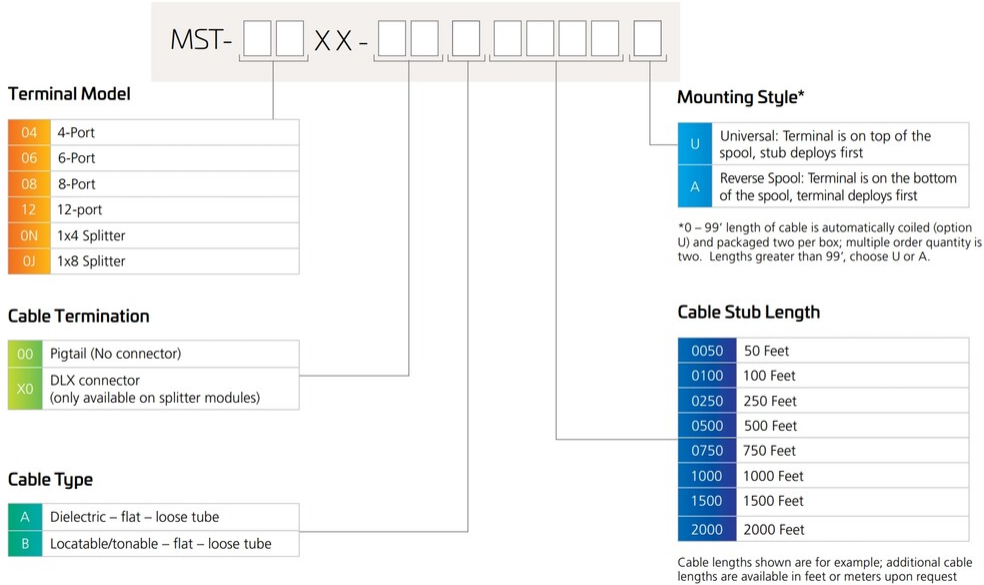 MST- XX -
Terminal Model
04 4-Port
06 6-Port
08 8-Port
12 12-port
0N 1x4 Splitter
0J 1x8 Splitter
Cable Termination
00 Pigtail (No connector)
X0 DLX connector
(only available on splitter modules)
Cable Type
A Dielectric – flat – loose tube
B Locatable/tonable – flat – loose tube
Mounting Style*
U Universal: Terminal is on top of the
spool, stub deploys first
A Reverse Spool: Terminal is on the bottom
of the spool, terminal deploys first
*0 – 99’ length of cable is automatically coiled (option
U) and packaged two per box; multiple order quantity is
two. Lengths greater than 99’, choose U or A.
Cable Stub Length
0050 50 Feet
0100 100 Feet
0250 250 Feet
0500 500 Feet
0750 750 Feet
1000 1000 Feet
1500 1500 Feet
2000 2000 Feet
Cable lengths shown are for example; additional cable
lengths are available in feet or meters upon request